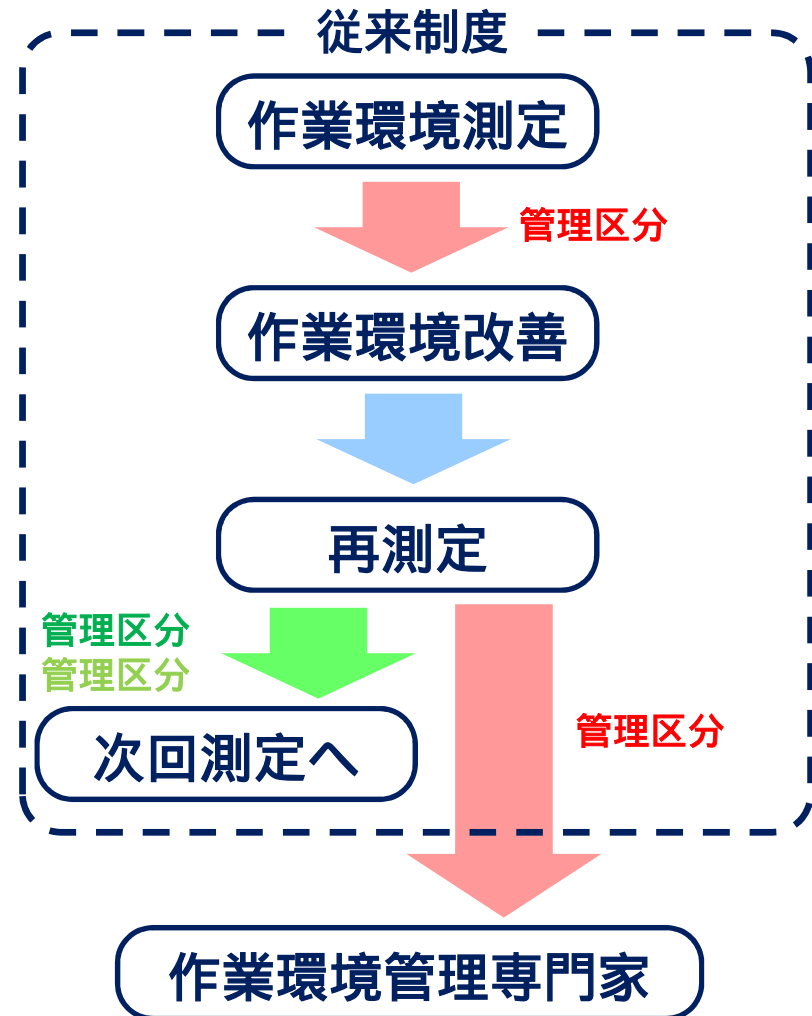 従来制度
作業環境測定
管理区分
作業環境改善
再測定
管理区分
管理区分
次回測定へ
管理区分
作業環境管理専門家